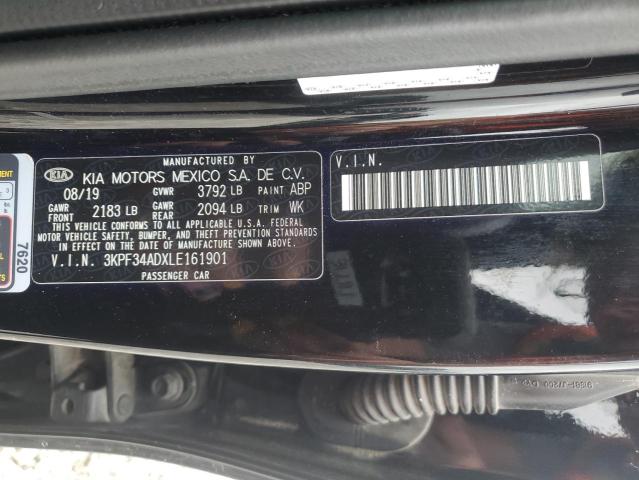 MANUFACTURED BY
KIA KIA MOTORS MEXICO S.A. DE C.V.
08/19 GVWR 3792 LB PAINT ABP
GAWR FRONT 2183 LB GAWR REAR 2094 LB TRIM WK
THIS VEHICLE CONFORMS TO ALL APPLICABLE U.S.A. FEDERAL
MOTOR VEHICLE SAFETY, BUMPER, AND THEFT PREVENTION STANDARDS
IN EFFECT ON THE DATE OF MANUFACTURE SHOWN ABOVE.
V.I.N. 3KPF34ADXLE161901
PASSENGER CAR
V.I.N.
7620